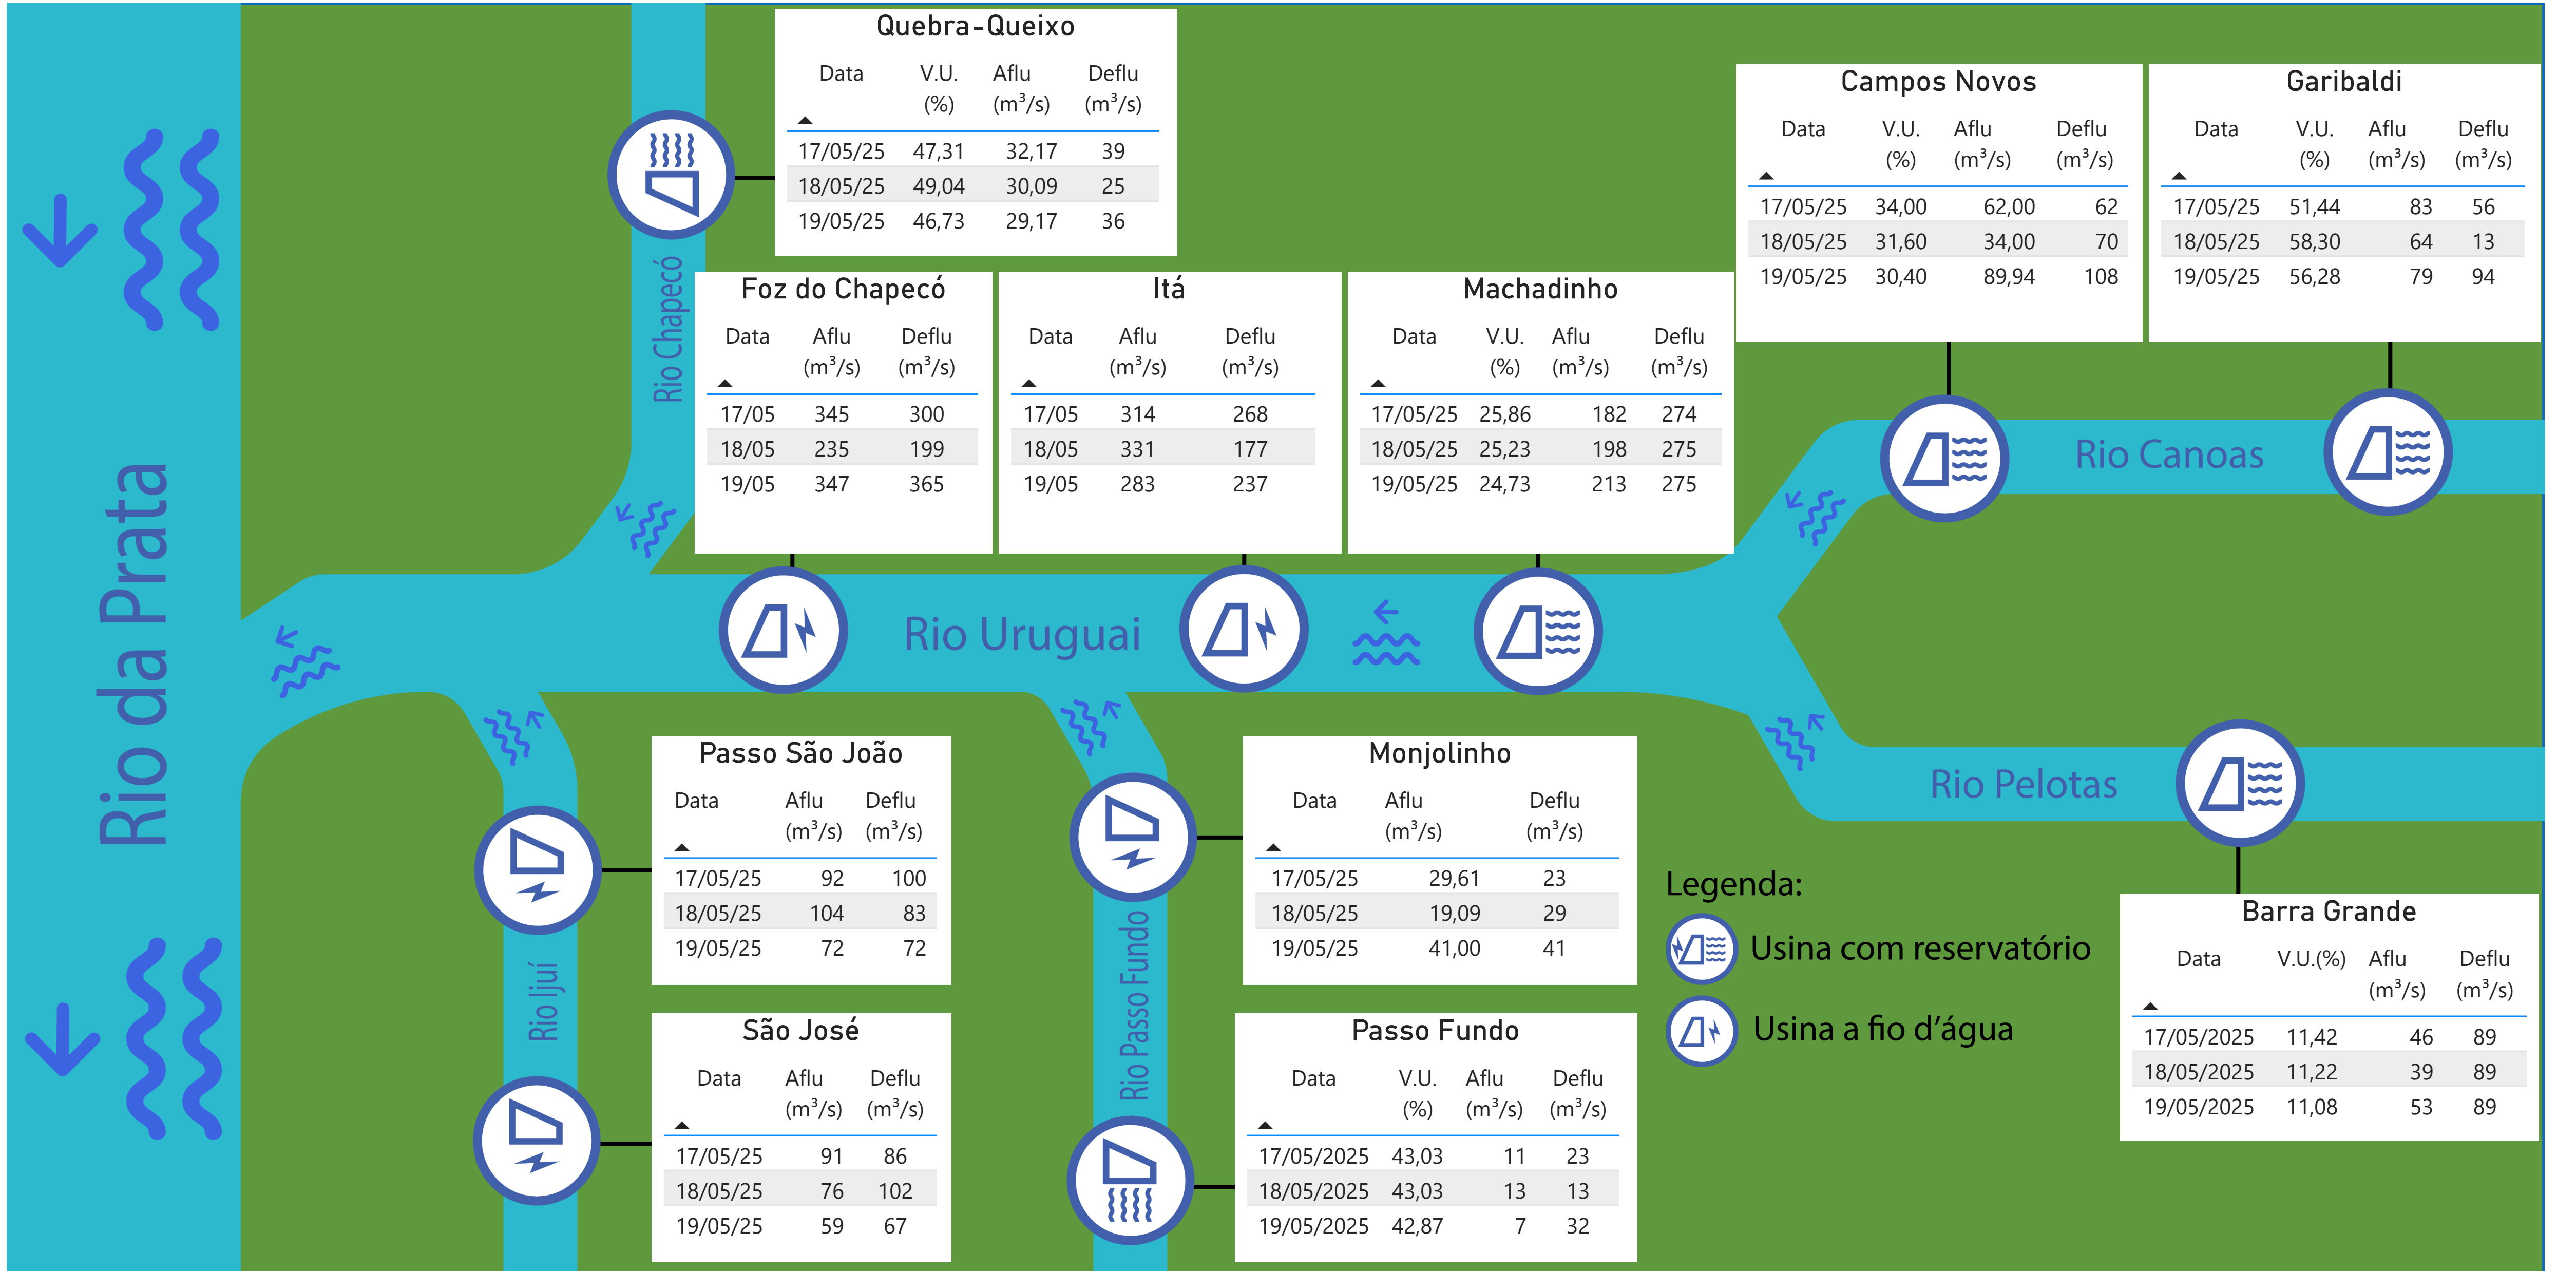 Quebra-Queixo
Data V.U. (%) Aflu (m³/s) Deflu (m³/s)
17/05/25 47,31 32,17 39
18/05/25 49,04 30,09 25
19/05/25 46,73 29,17 36
Campos Novos
Data V.U. (%) Aflu (m³/s) Deflu (m³/s)
17/05/25 34,00 62,00 62
18/05/25 31,60 34,00 70
19/05/25 30,40 89,94 108
Garibaldi
Data V.U. (%) Aflu (m³/s) Deflu (m³/s)
17/05/25 51,44 83 56
18/05/25 58,30 64 13
19/05/25 56,28 79 94
Rio Chapecó
Foz do Chapecó
Data Aflu (m³/s) Deflu (m³/s)
17/05 345 300
18/05 235 199
19/05 347 365
Itá
Data Aflu (m³/s) Deflu (m³/s)
17/05 314 268
18/05 331 177
19/05 283 237
Machadinho
Data V.U. (%) Aflu (m³/s) Deflu (m³/s)
17/05/25 25,86 182 274
18/05/25 25,23 198 275
19/05/25 24,73 213 275
Rio Canoas
Rio da Prata
Rio Uruguai
Rio Pelotas
Passo São João
Data Aflu (m³/s) Deflu (m³/s)
17/05/25 92 100
18/05/25 104 83
19/05/25 72 72
Monjolinho
Data Aflu (m³/s) Deflu (m³/s)
17/05/25 29,61 23
18/05/25 19,09 29
19/05/25 41,00 41
Legenda:
Usina com reservatório
Usina a fio d'água
Barra Grande
Data V.U.(%) Aflu (m³/s) Deflu (m³/s)
17/05/2025 11,42 46 89
18/05/2025 11,22 39 89
19/05/2025 11,08 53 89
Rio Ijuí
Rio Passo Fundo
São José
Data Aflu (m³/s) Deflu (m³/s)
17/05/25 91 86
18/05/25 76 102
19/05/25 59 67
Passo Fundo
Data V.U. (%) Aflu (m³/s) Deflu (m³/s)
17/05/2025 43,03 11 23
18/05/2025 43,03 13 13
19/05/2025 42,87 7 32